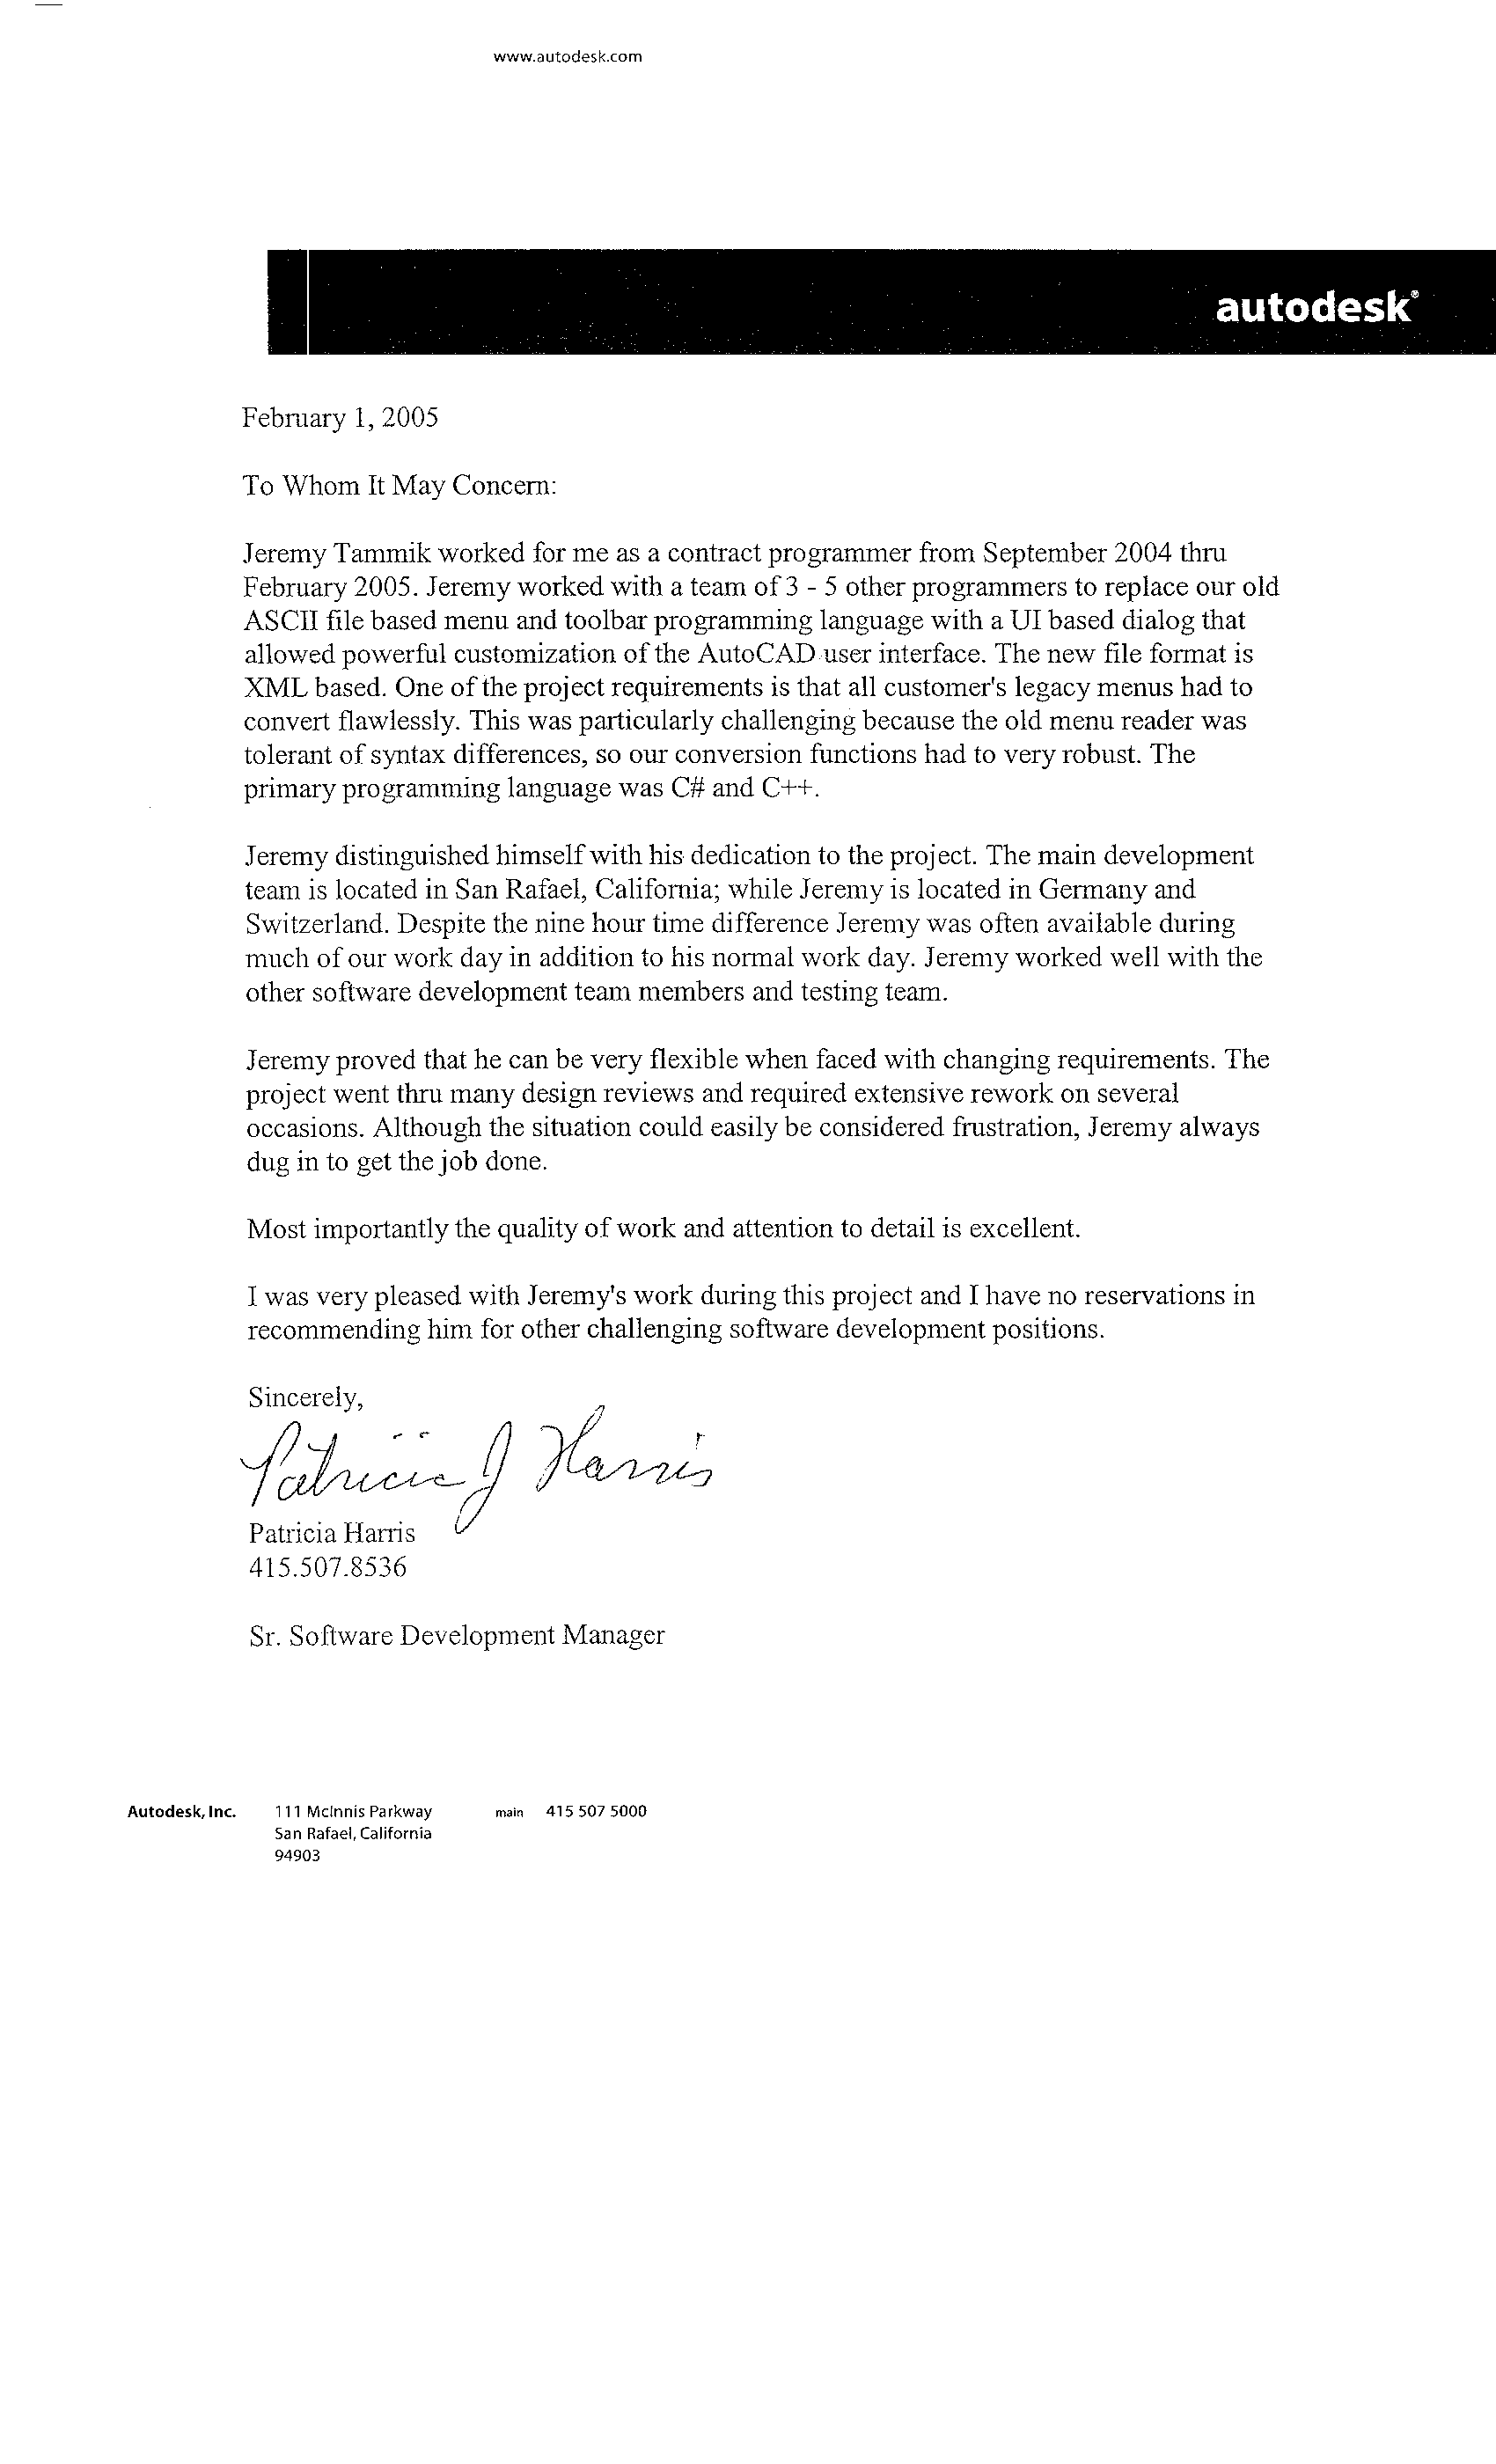 www.autodesk.com
autodesk®
February 1, 2005
To Whom It May Concern:
Jeremy Tammik worked for me as a contract programmer from September 2004 thru
February 2005. Jeremy worked with a team of 3 - 5 other programmers to replace our old
ASCII file based menu and toolbar programming language with a UI based dialog that
allowed powerful customization of the AutoCAD user interface. The new file format is
XML based. One of the project requirements is that all customer's legacy menus had to
convert flawlessly. This was particularly challenging because the old menu reader was
tolerant of syntax differences, so our conversion functions had to very robust. The
primary programming language was C# and C++.
Jeremy distinguished himself with his dedication to the project. The main development
team is located in San Rafael, California; while Jeremy is located in Germany and
Switzerland. Despite the nine hour time difference Jeremy was often available during
much of our work day in addition to his normal work day. Jeremy worked well with the
other software development team members and testing team.
Jeremy proved that he can be very flexible when faced with changing requirements. The
project went thru many design reviews and required extensive rework on several
occasions. Although the situation could easily be considered frustration, Jeremy always
dug in to get the job done.
Most importantly the quality of work and attention to detail is excellent.
I was very pleased with Jeremy's work during this project and I have no reservations in
recommending him for other challenging software development positions.
Sincerely,
Patricia J Harris
Patricia Harris
415.507.8536
Sr. Software Development Manager
Autodesk, Inc. 111 McInnis Parkway main 415 507 5000
San Rafael, California
94903